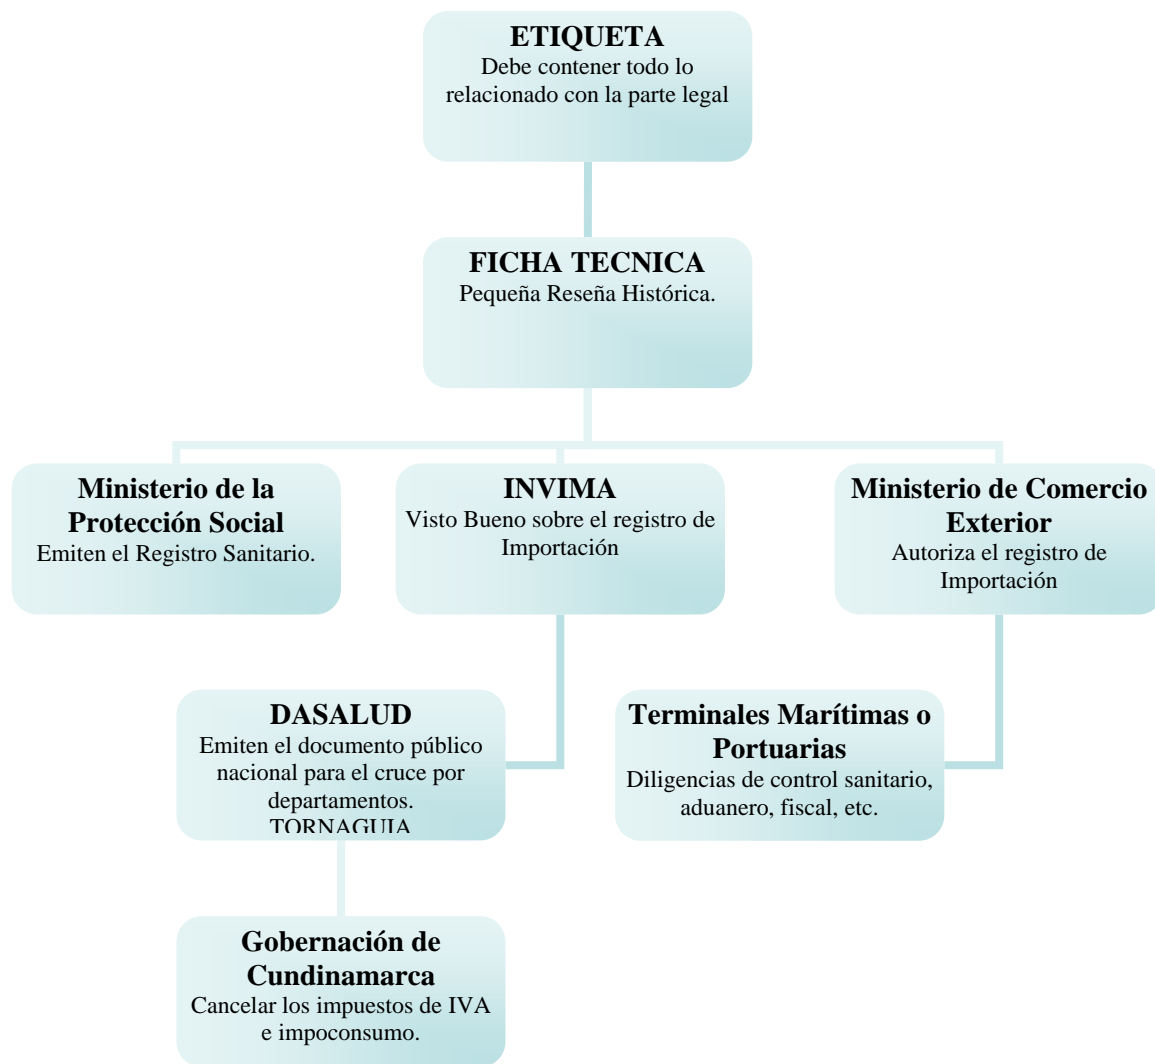 ETIQUETA
Debe contener todo lo
relacionado con la parte legal
FICHA TECNICA
Pequeña Reseña Histórica.
Ministerio de la
Protección Social
Emiten el Registro Sanitario.
INVIMA
Visto Bueno sobre el registro de
Importación
Ministerio de Comercio
Exterior
Autoriza el registro de
Importación
DASALUD
Emiten el documento público
nacional para el cruce por
departamentos.
TORNAGUIA
Terminales Marítimas o
Portuarias
Diligencias de control sanitario,
aduanero, fiscal, etc.
Gobernación de
Cundinamarca
Cancelar los impuestos de IVA
e impoconsumo.